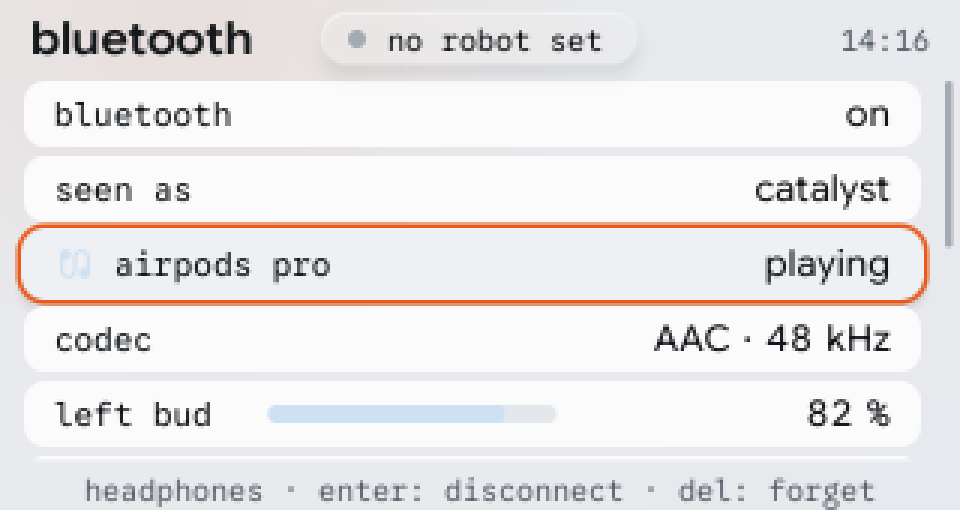 bluetooth no robot set 14:16
bluetooth on
seen as catalyst
airpods pro playing
codec AAC · 48 kHz
left bud 82 %
headphones · enter: disconnect · del: forget